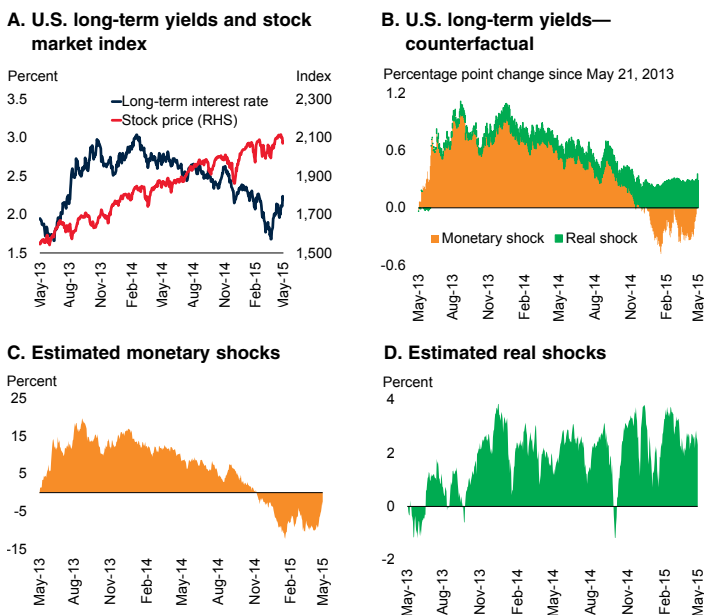 A. U.S. long-term yields and stock
market index
Percent
Index
3.5
3.0
2.5
2.0
1.5
2,300
2,100
1,900
1,700
1,500
Long-term interest rate
Stock price (RHS)
May-13
Aug-13
Nov-13
Feb-14
May-14
Aug-14
Nov-14
Feb-15
May-15
B. U.S. long-term yields—
counterfactual
Percentage point change since May 21, 2013
1.2
0.6
0.0
-0.6
Monetary shock
Real shock
May-13
Aug-13
Nov-13
Feb-14
May-14
Aug-14
Nov-14
Feb-15
May-15
C. Estimated monetary shocks
Percent
25
15
5
-5
-15
May-13
Aug-13
Nov-13
Feb-14
May-14
Aug-14
Nov-14
Feb-15
May-15
D. Estimated real shocks
Percent
4
2
0
-2
May-13
Aug-13
Nov-13
Feb-14
May-14
Aug-14
Nov-14
Feb-15
May-15